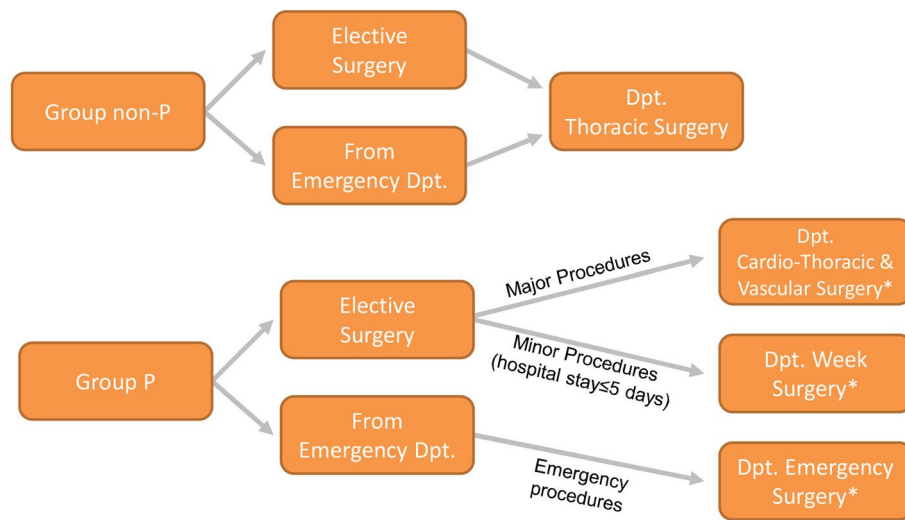 Elective
Surgery
Group non-P
Dpt.
Thoracic Surgery
From
Emergency Dpt.
Major Procedures
Dpt.
Cardio-Thoracic &
Vascular Surgery*
Elective
Surgery
Minor Procedures
(hospital stay≤5 days)
Dpt. Week
Surgery*
Group P
From
Emergency Dpt.
Emergency
procedures
Dpt. Emergency
Surgery*